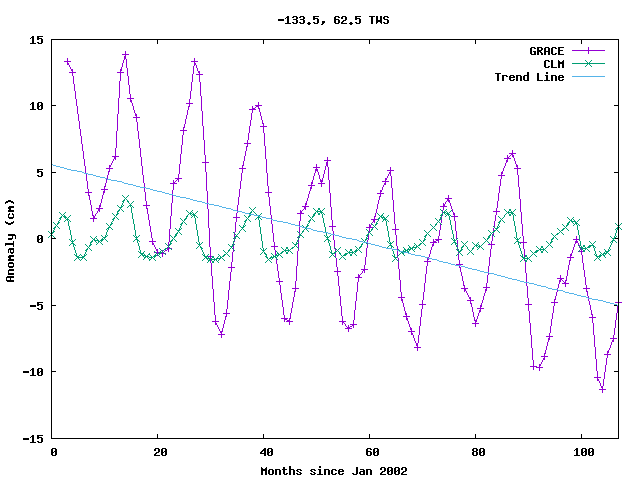 -133.5, 62.5 TWS
GRACE
CLM
Trend Line
15
10
5
0
-5
-10
-15
Anomaly (cm)
0 20 40 60 80 100
Months since Jan 2002